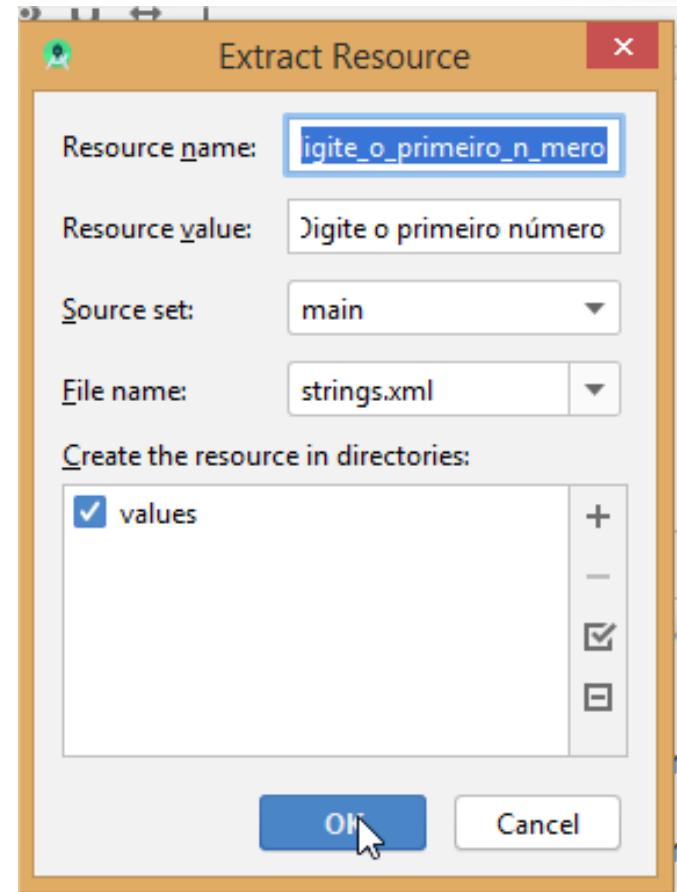 Extract Resource
Resource name: igite_o_primeiro_n_mero
Resource value: Digite o primeiro número
Source set: main
File name: strings.xml
Create the resource in directories:
values
OK Cancel